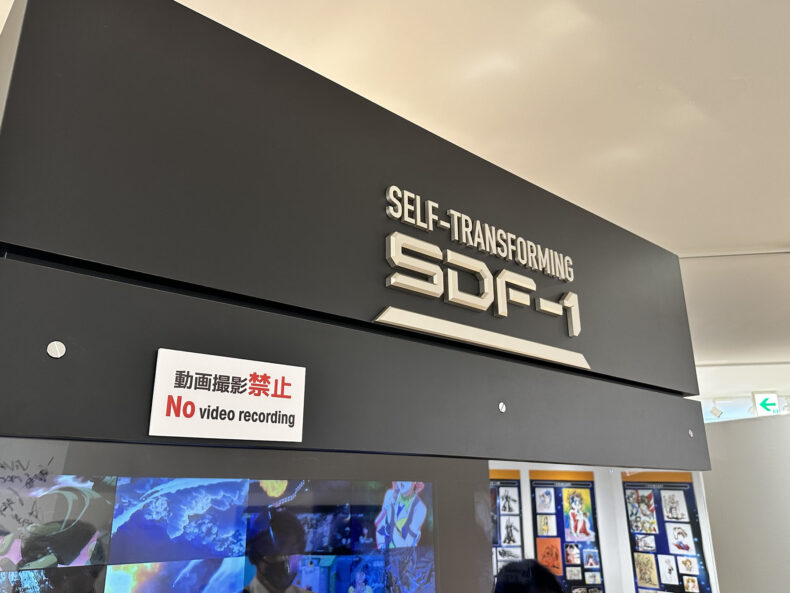 SELF-TRANSFORMING
SDF-1
動画撮影禁止
No video recording